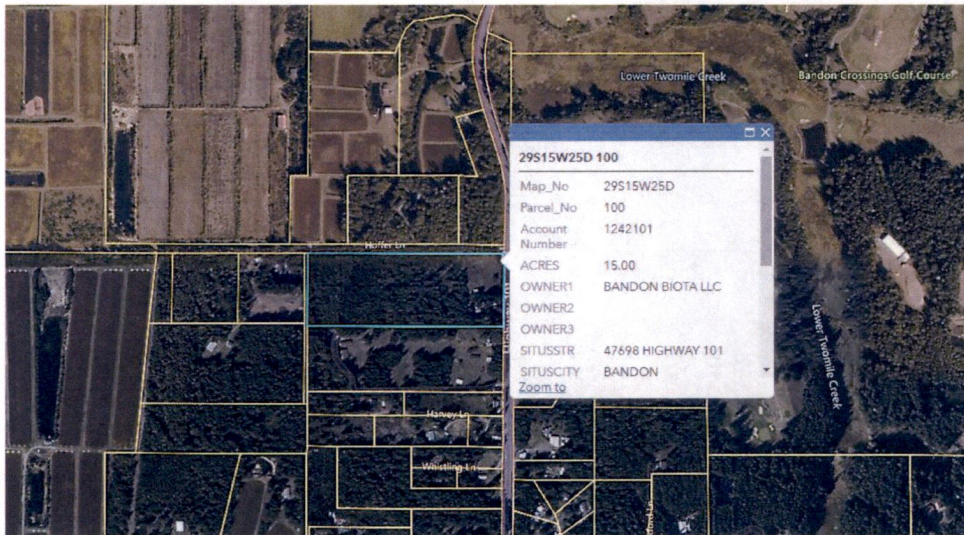 Lower Twomile Creek
Bandon Crossings Golf Course
29S15W25D 100
Map_No 29S15W25D
Parcel_No 100
Account Number 1242101
ACRES 15.00
OWNER1 BANDON BIOTA LLC
OWNER2
OWNER3
SITUSSTR 47698 HIGHWAY 101
SITUSCITY BANDON
Zoom to
Hoffer Ln
Highway 101
Lower Twomile Creek
Harvey Ln
Whistling Ln